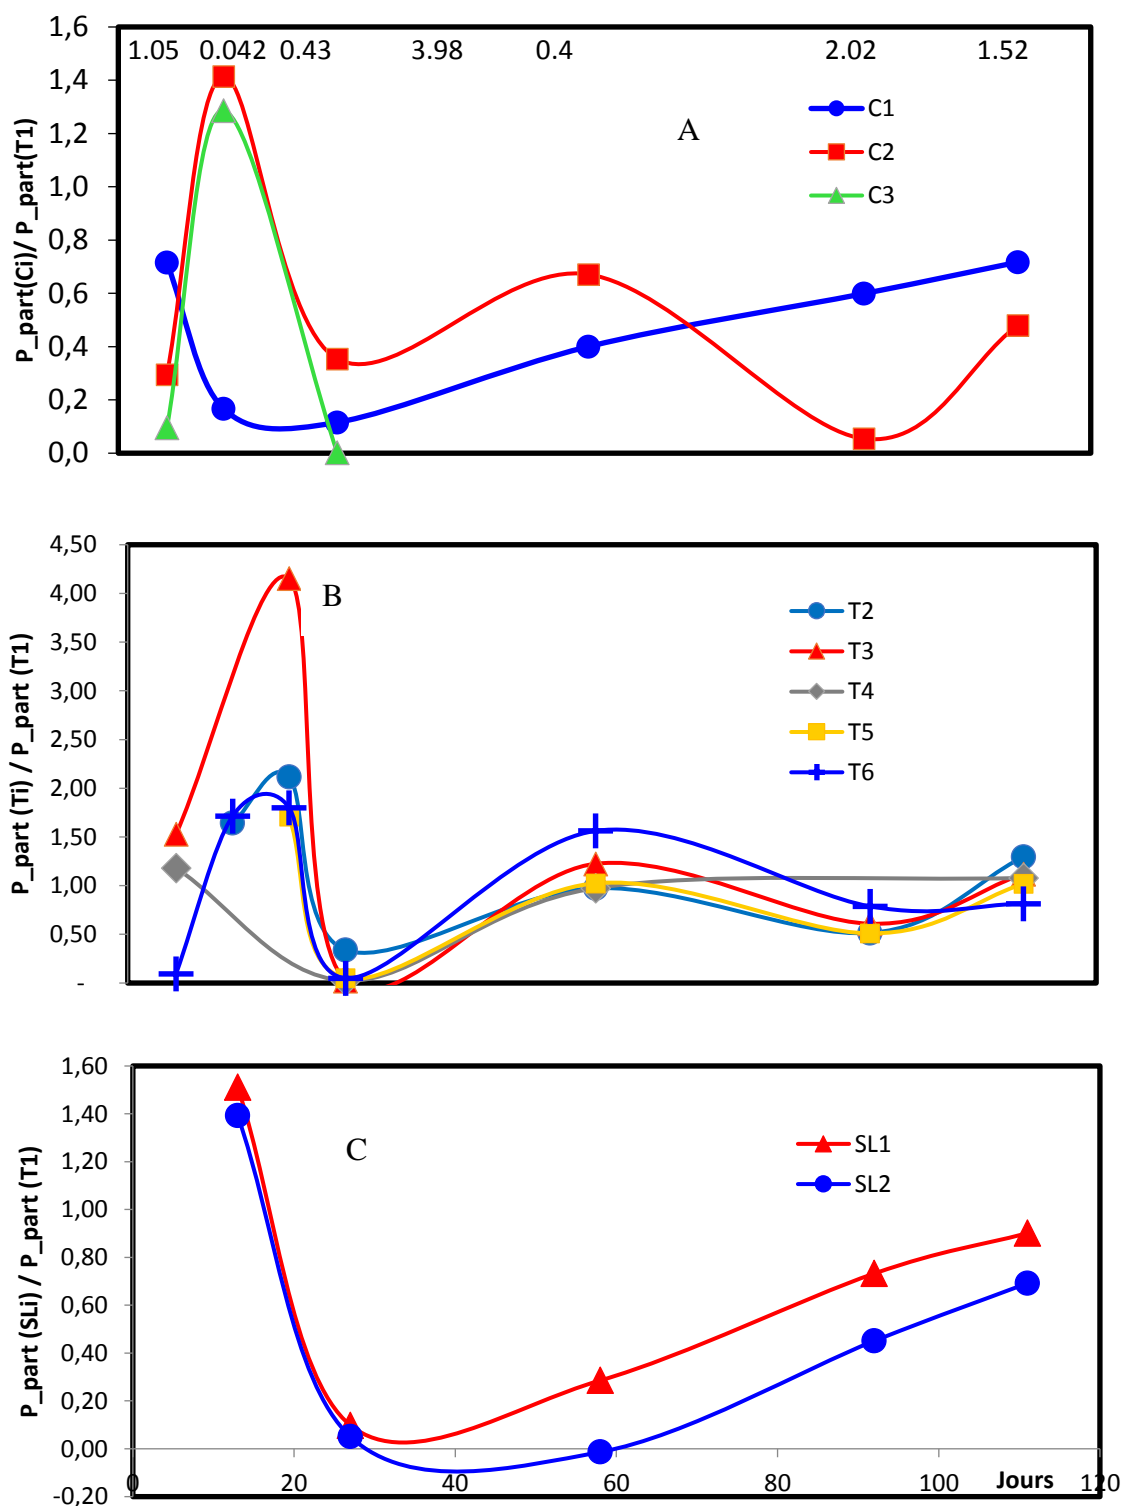 1,6
1.05 0.042 0.43 3.98 0.4 2.02 1.52
1,4
1,2
1,0
0,8
0,6
0,4
0,2
0,0
P_part(Ci)/ P_part(T1)
A
C1
C2
C3
4,50
4,00
3,50
3,00
2,50
2,00
1,50
1,00
0,50
-
P_part (Ti) / P_part (T1)
B
T2
T3
T4
T5
T6
1,60
1,40
1,20
1,00
0,80
0,60
0,40
0,20
0,00
-0,20
P_part (SLi) / P_part (T1)
C
SL1
SL2
0 20 40 60 80 100 Jours 120